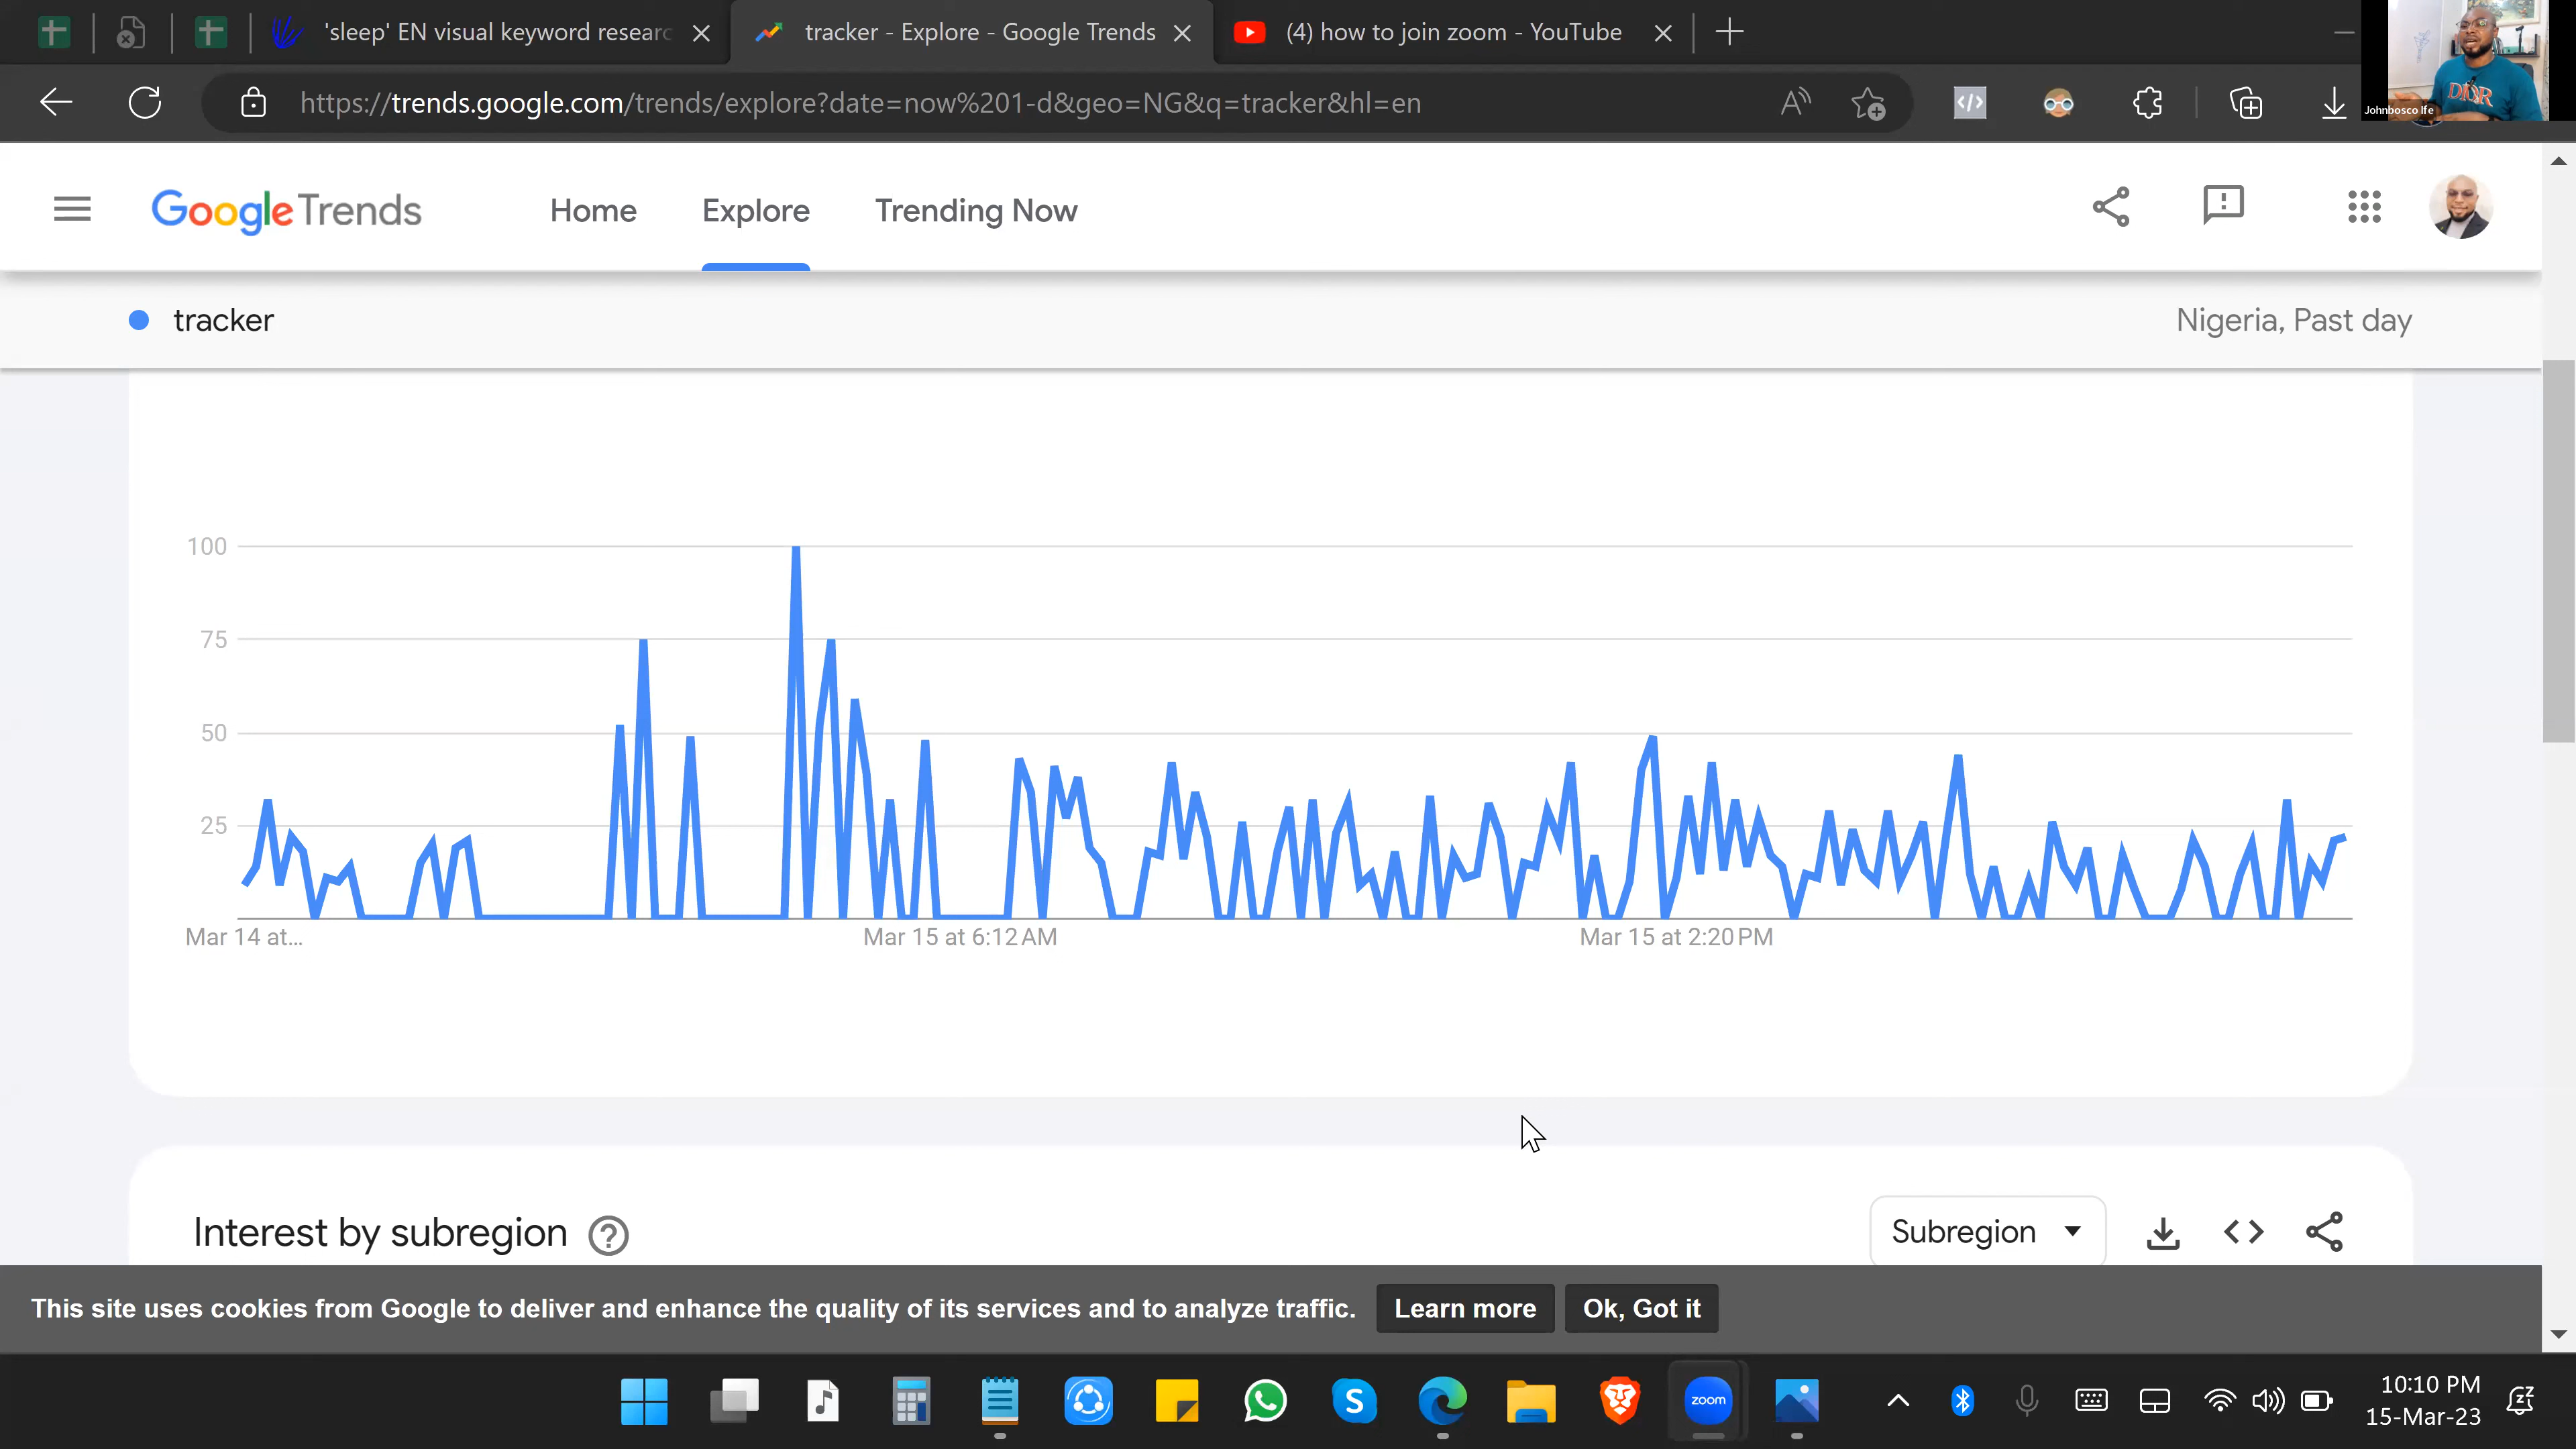 'sleep' EN visual keyword researc
tracker - Explore - Google Trends
(4) how to join zoom - YouTube
https://trends.google.com/trends/explore?date=now%201-d&geo=NG&q=tracker&hl=en
DIOR
Johnbosco Ife
Google Trends
Home
Explore
Trending Now
tracker
Nigeria, Past day
100
75
50
25
Mar 14 at...
Mar 15 at 6:12 AM
Mar 15 at 2:20 PM
Interest by subregion
Subregion
This site uses cookies from Google to deliver and enhance the quality of its services and to analyze traffic.
Learn more
Ok, Got it
zoom
10:10 PM
15-Mar-23